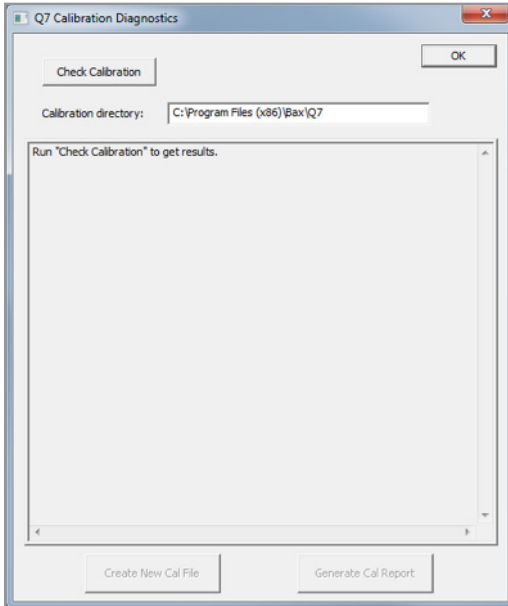 Q7 Calibration Diagnostics
OK
Check Calibration
Calibration directory: C:\Program Files (x86)\Bax\Q7
Run "Check Calibration" to get results.
Create New Cal File Generate Cal Report